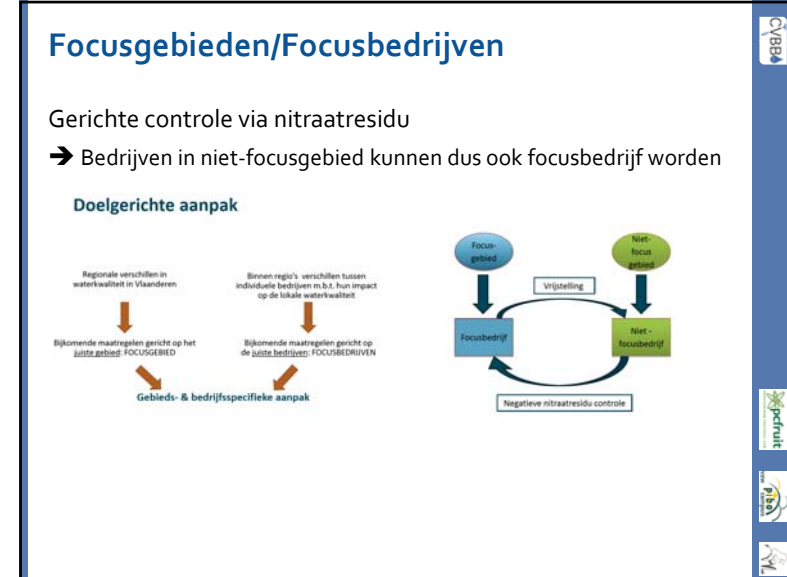 Focusgebieden/Focusbedrijven
Gerichte controle via nitraatresidu
➔ Bedrijven in niet-focusgebied kunnen dus ook focusbedrijf worden
Doelgerichte aanpak
Regionale verschillen in
waterkwaliteit in Vlaanderen
Binnen regio's verschillen tussen
individuele bedrijven m.b.t. hun impact
op de lokale waterkwaliteit
Bijkomende maatregelen gericht op het
juiste gebied: FOCUSGEBIED
Bijkomende maatregelen gericht op
de juiste bedrijven: FOCUSBEDRIJVEN
Gebieds- & bedrijfsspecifieke aanpak
Focus-
gebied
Niet-
focus
gebied
Vrijstelling
Focusbedrijf
Niet -
focusbedrijf
Negatieve nitraatresidu controle
CVBB
pcfruit
pibo